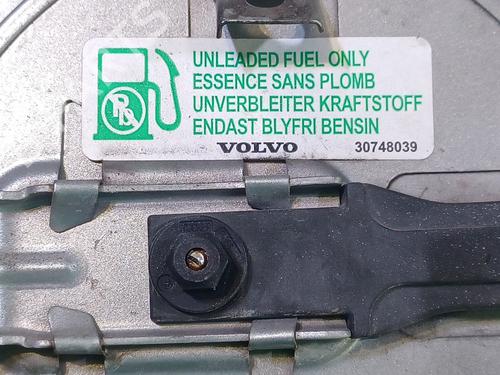 UNLEADED FUEL ONLY
ESSENCE SANS PLOMB
UNVERBLEITER KRAFTSTOFF
ENDAST BLYFRI BENSIN
VOLVO 30748039